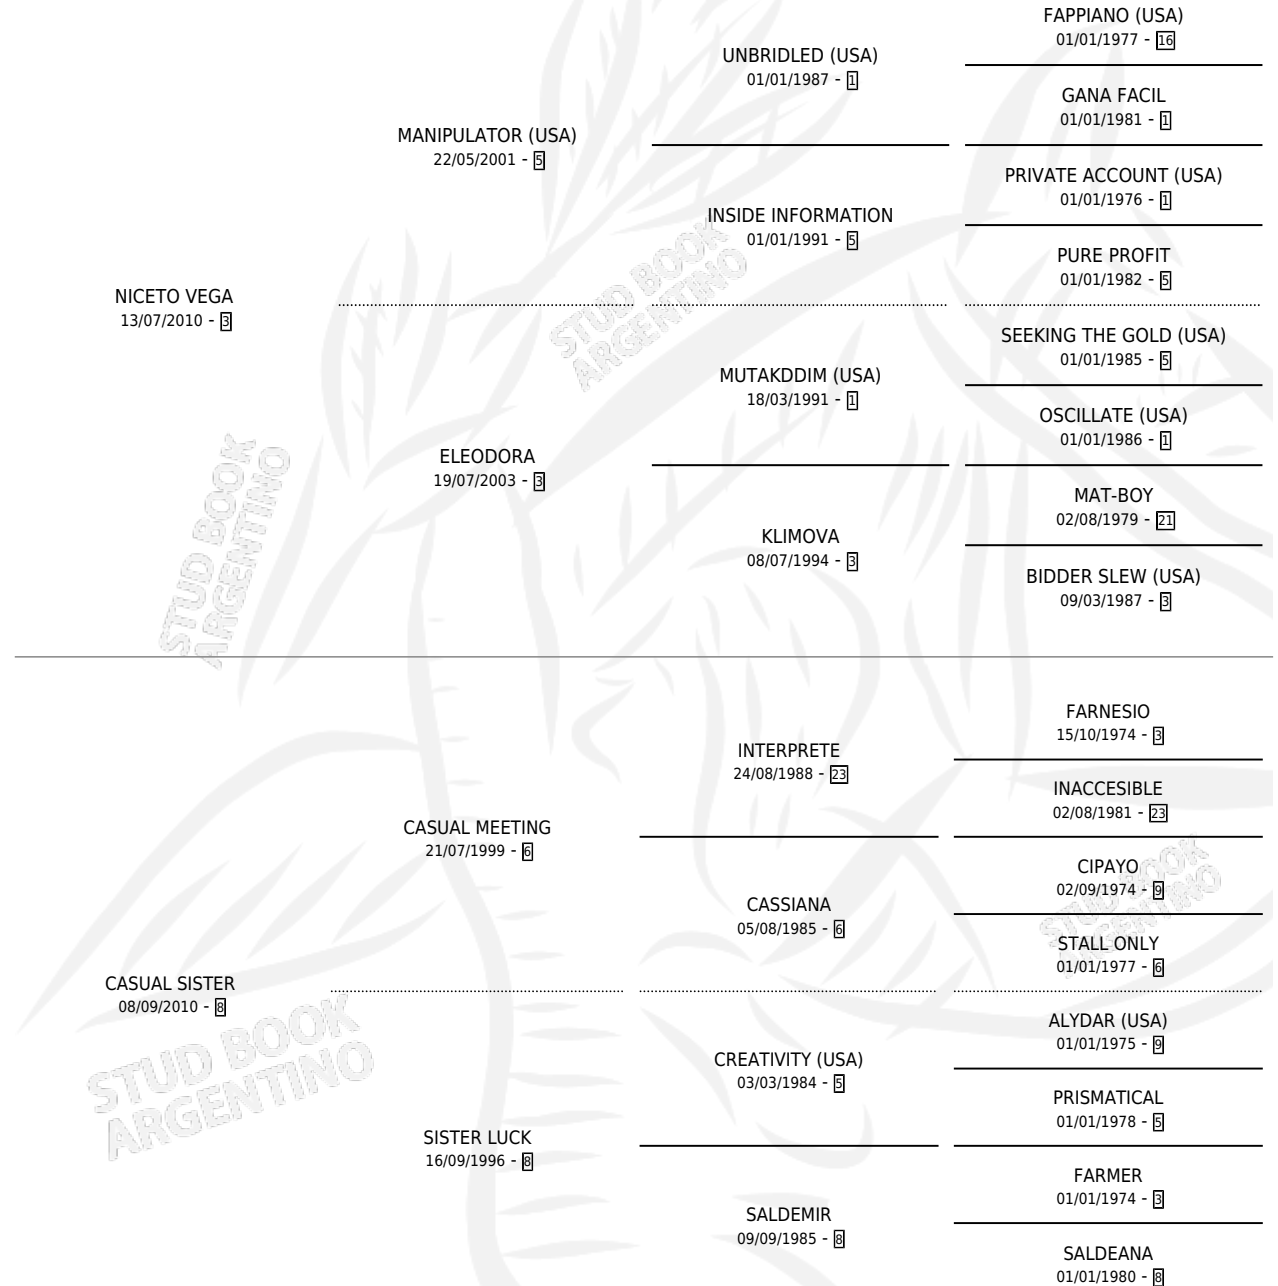 FAPPIANO (USA)
01/01/1977 - 16
UNBRIDLED (USA)
01/01/1987 - 1
GANA FACIL
01/01/1981 - 1
MANIPULATOR (USA)
22/05/2001 - 5
PRIVATE ACCOUNT (USA)
01/01/1976 - 1
INSIDE INFORMATION
01/01/1991 - 5
PURE PROFIT
01/01/1982 - 5
NICETO VEGA
13/07/2010 - 3
SEEKING THE GOLD (USA)
01/01/1985 - 5
MUTAKDDIM (USA)
18/03/1991 - 1
OSCILLATE (USA)
01/01/1986 - 1
ELEODORA
19/07/2003 - 3
MAT-BOY
02/08/1979 - 21
KLIMOVA
08/07/1994 - 3
BIDDER SLEW (USA)
09/03/1987 - 3
STUD BOOK
ARGENTINO
STUD BOOK
ARGENTINO
FARNESIO
15/10/1974 - 3
INTERPRETE
24/08/1988 - 23
INACCESIBLE
02/08/1981 - 23
CASUAL MEETING
21/07/1999 - 6
CIPAYO
02/09/1974 - 9
CASSIANA
05/08/1985 - 6
STALL ONLY
01/01/1977 - 6
CASUAL SISTER
08/09/2010 - 8
ALYDAR (USA)
01/01/1975 - 9
CREATIVITY (USA)
03/03/1984 - 5
PRISMATICAL
01/01/1978 - 5
SISTER LUCK
16/09/1996 - 8
FARMER
01/01/1974 - 3
SALDEMIR
09/09/1985 - 8
SALDEANA
01/01/1980 - 8
STUD BOOK
ARGENTINO
STUD BOOK
ARGENTINO